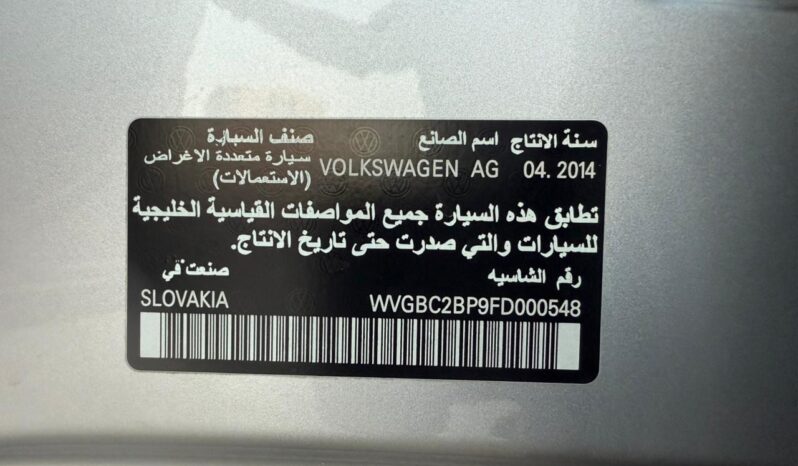 سنة الانتاج اسم الصانع صنف السيارة
04. 2014 VOLKSWAGEN AG سيارة متعددة الاغراض
(الاستعمالات)
تطابق هذه السيارة جميع المواصفات القياسية الخليجية
للسيارات والتي صدرت حتى تاريخ الانتاج.
رقم الشاسيه صنعت في
WVGBC2BP9FD000548 SLOVAKIA